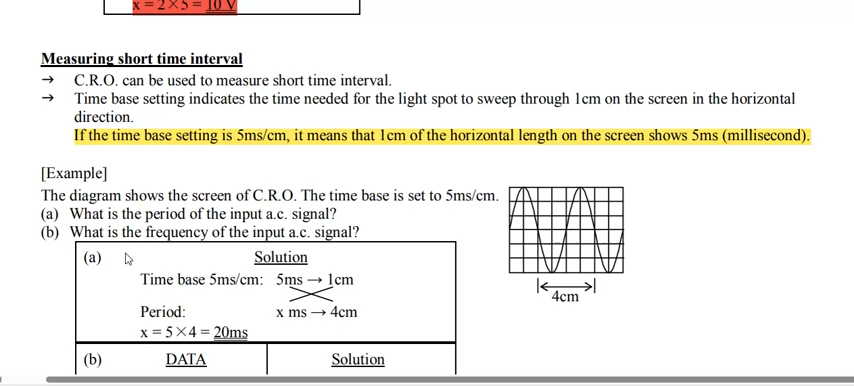 x = 2×5 = 10 V
Measuring short time interval
→ C.R.O. can be used to measure short time interval.
→ Time base setting indicates the time needed for the light spot to sweep through 1cm on the screen in the horizontal
direction.
If the time base setting is 5ms/cm, it means that 1cm of the horizontal length on the screen shows 5ms (millisecond).
[Example]
The diagram shows the screen of C.R.O. The time base is set to 5ms/cm.
(a) What is the period of the input a.c. signal?
(b) What is the frequency of the input a.c. signal?
(a) Solution
Time base 5ms/cm: 5ms → 1cm
Period: x ms → 4cm
x = 5×4 = 20ms
(b) DATA Solution
4cm